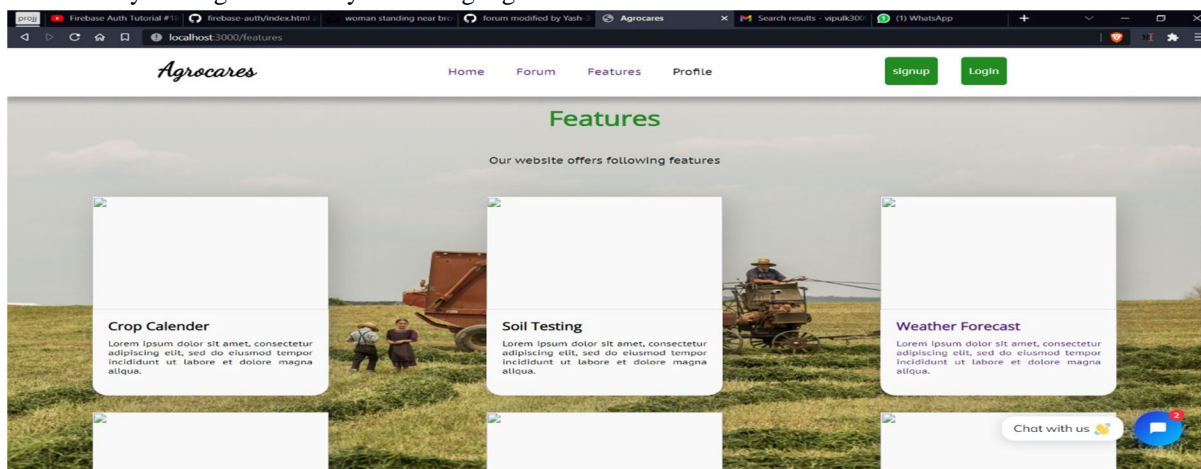 projj
Firebase Auth Tutorial #1
firebase-auth/index.html
woman standing near bro
forum modified by Yash-
Agrocares
Search results - vipulk300
(1) WhatsApp
localhost:3000/features
Agrocares
Home Forum Features Profile
signup
Login
Features
Our website offers following features
Crop Calender
Lorem ipsum dolor sit amet, consectetur
adipiscing elit, sed do eiusmod tempor
incididunt ut labore et dolore magna
aliqua.
Soil Testing
Lorem ipsum dolor sit amet, consectetur
adipiscing elit, sed do eiusmod tempor
incididunt ut labore et dolore magna
aliqua.
Weather Forecast
Lorem ipsum dolor sit amet, consectetur
adipiscing elit, sed do eiusmod tempor
incididunt ut labore et dolore magna
aliqua.
Chat with us 👋
2